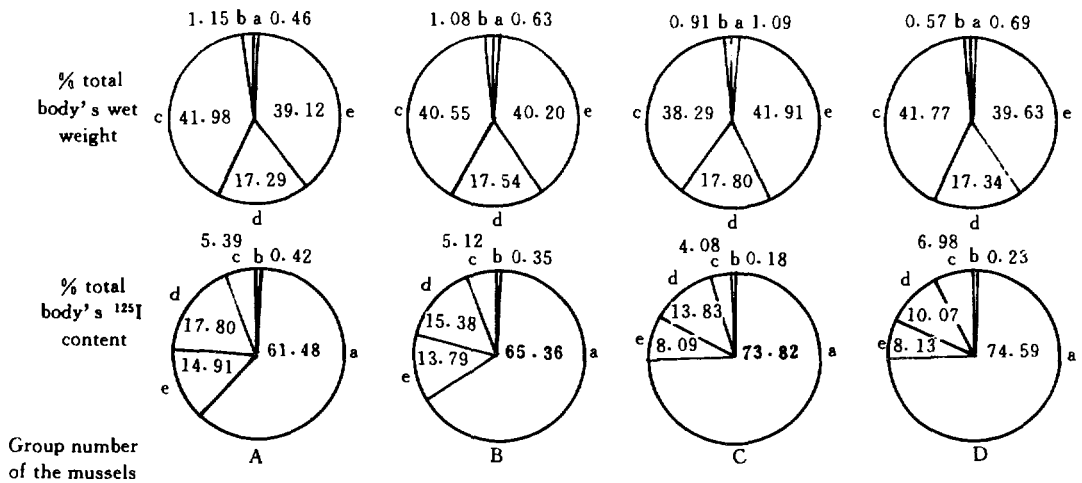 1.15 b a 0.46
1.08 b a 0.63
0.91 b a 1.09
0.57 b a 0.69
% total
body's wet
weight
c 41.98 39.12 e
17.29
d
c 40.55 40.20 e
17.54
d
c 38.29 41.91 e
17.80
d
c 41.77 39.63 e
17.34
d
% total
body's ¹²⁵I
content
5.39 c b 0.42
d
17.80
61.48 a
14.91
e
5.12 c b 0.35
d
15.38
65.36 a
13.79
e
4.08 c b 0.18
d
13.83
e 8.09 73.82 a
6.98 c b 0.23
d
10.07
e 8.13 74.59 a
Group number
of the mussels
A B C D